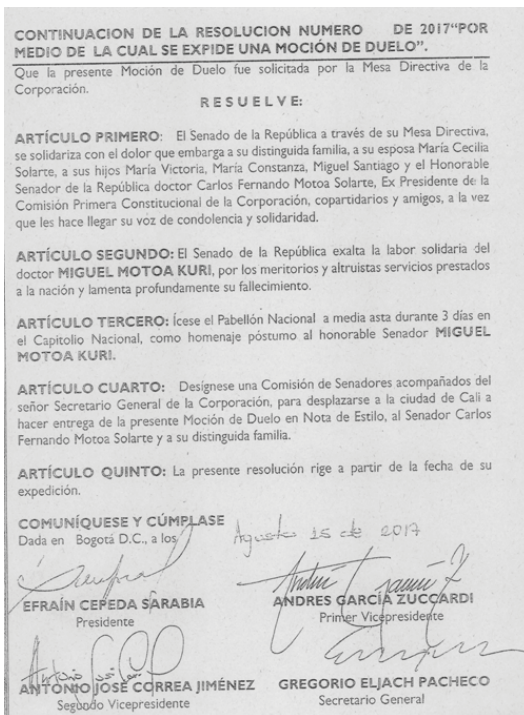 CONTINUACION DE LA RESOLUCION NUMERO DE 2017“POR
MEDIO DE LA CUAL SE EXPIDE UNA MOCIÓN DE DUELO”.
Que la presente Moción de Duelo fue solicitada por la Mesa Directiva de la
Corporación.
RESUELVE:
ARTÍCULO PRIMERO: El Senado de la República a través de su Mesa Directiva,
se solidariza con el dolor que embarga a su distinguida familia, a su esposa María Cecilia
Solarte, a sus hijos María Victoria, María Constanza, Miguel Santiago y el Honorable
Senador de la República doctor Carlos Fernando Motoa Solarte, Ex Presidente de la
Comisión Primera Constitucional de la Corporación, copartidarios y amigos, a la vez
que les hace llegar su voz de condolencia y solidaridad.
ARTÍCULO SEGUNDO: El Senado de la República exalta la labor solidaria del
doctor MIGUEL MOTOA KURI, por los meritorios y altruistas servicios prestados
a la nación y lamenta profundamente su fallecimiento.
ARTÍCULO TERCERO: Ícese el Pabellón Nacional a media asta durante 3 días en
el Capitolio Nacional, como homenaje póstumo al honorable Senador MIGUEL
MOTOA KURI.
ARTÍCULO CUARTO: Desígnese una Comisión de Senadores acompañados del
señor Secretario General de la Corporación, para desplazarse a la ciudad de Cali a
hacer entrega de la presente Moción de Duelo en Nota de Estilo, al Senador Carlos
Fernando Motoa Solarte y a su distinguida familia.
ARTÍCULO QUINTO: La presente resolución rige a partir de la fecha de su
expedición.
COMUNÍQUESE Y CÚMPLASE
Dada en Bogotá D.C., a los Agosto 15 de 2017
EFRAÍN CEPEDA SARABIA ANDRES GARCÍA ZUCCARDI
Presidente Primer Vicepresidente
ANTONIO JOSÉ CORREA JIMÉNEZ GREGORIO ELJACH PACHECO
Segundo Vicepresidente Secretario General